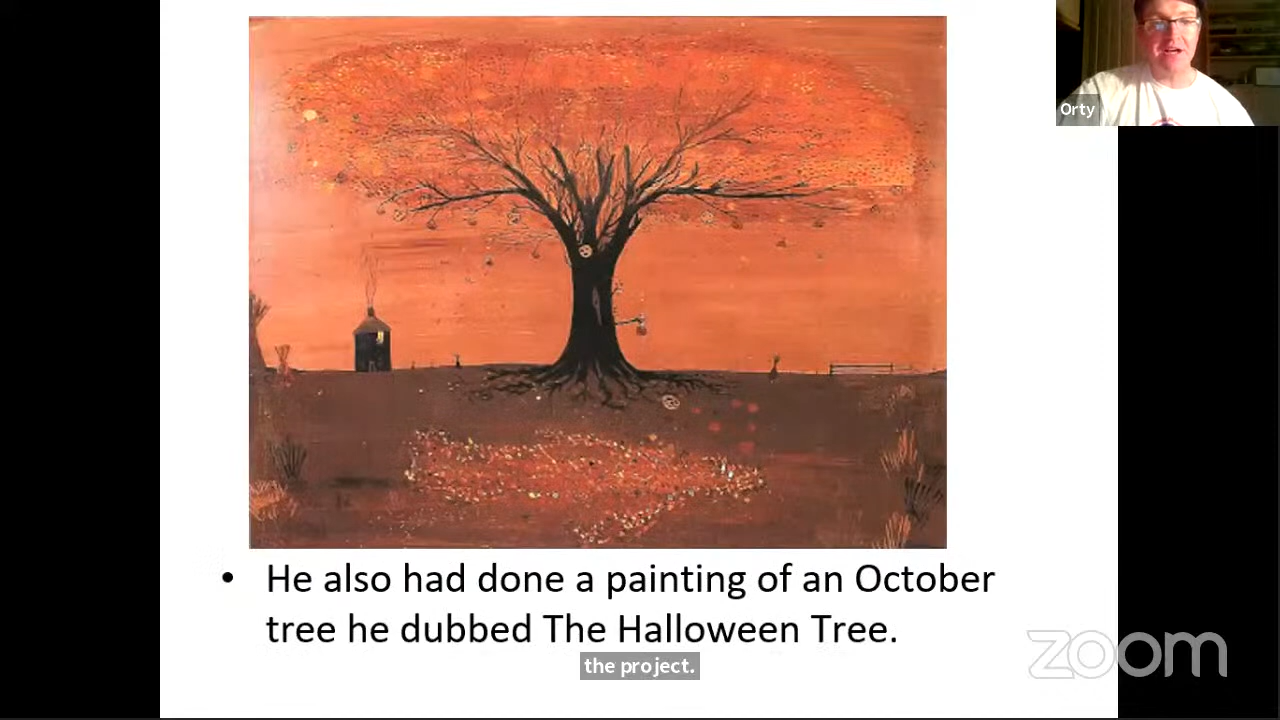 Orty
• He also had done a painting of an October
tree he dubbed The Halloween Tree.
the project.
zoom